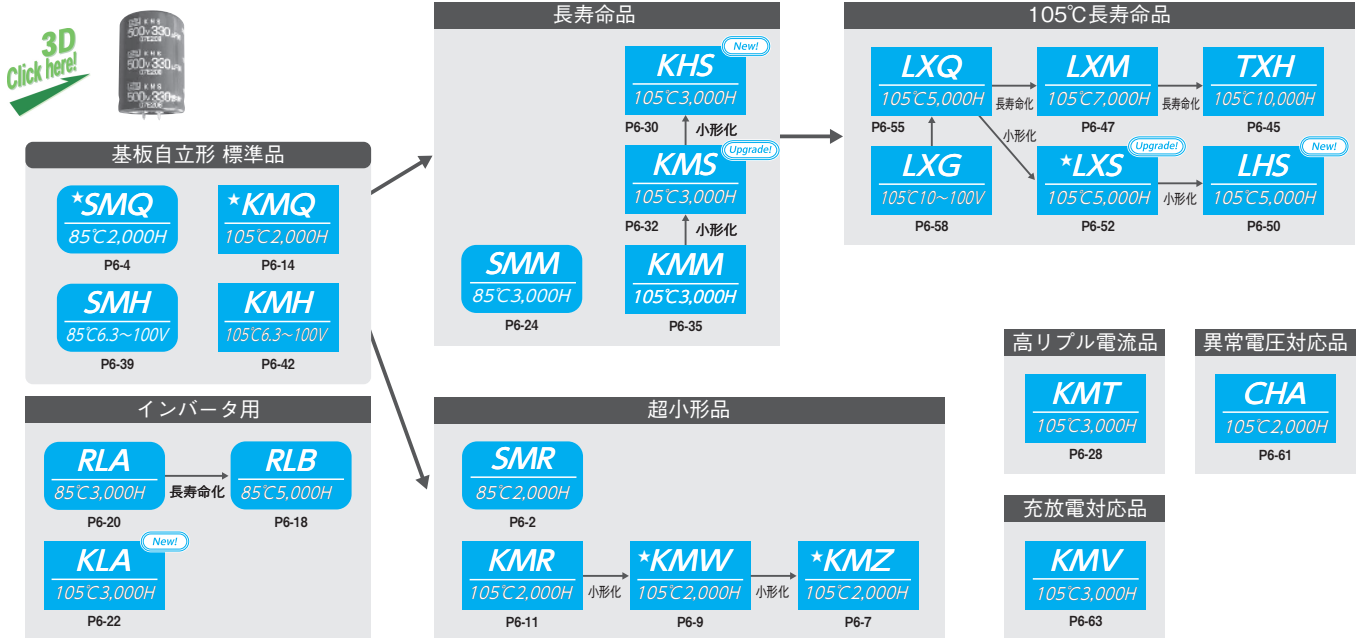 3D
Click here!
KMS
500V330µF
KMS
500V330µF
KMS
500V330µF
基板自立形 標準品
★SMQ
85℃2,000H
P6-4
★KMQ
105℃2,000H
P6-14
SMH
85℃6.3～100V
P6-39
KMH
105℃6.3～100V
P6-42
インバータ用
RLA
85℃3,000H
P6-20
長寿命化
RLB
85℃5,000H
P6-18
New!
KLA
105℃3,000H
P6-22
長寿命品
New!
KHS
105℃3,000H
P6-30
小形化
Upgrade!
KMS
105℃3,000H
P6-32
小形化
SMM
85℃3,000H
P6-24
KMM
105℃3,000H
P6-35
超小形品
SMR
85℃2,000H
P6-2
KMR
105℃2,000H
P6-11
小形化
★KMW
105℃2,000H
P6-9
小形化
★KMZ
105℃2,000H
P6-7
105℃長寿命品
LXQ
105℃5,000H
P6-55
長寿命化
LXM
105℃7,000H
P6-47
長寿命化
TXH
105℃10,000H
P6-45
小形化
LXG
105℃10～100V
P6-58
Upgrade!
★LXS
105℃5,000H
P6-52
小形化
New!
LHS
105℃5,000H
P6-50
高リプル電流品
KMT
105℃3,000H
P6-28
異常電圧対応品
CHA
105℃2,000H
P6-61
充放電対応品
KMV
105℃3,000H
P6-63